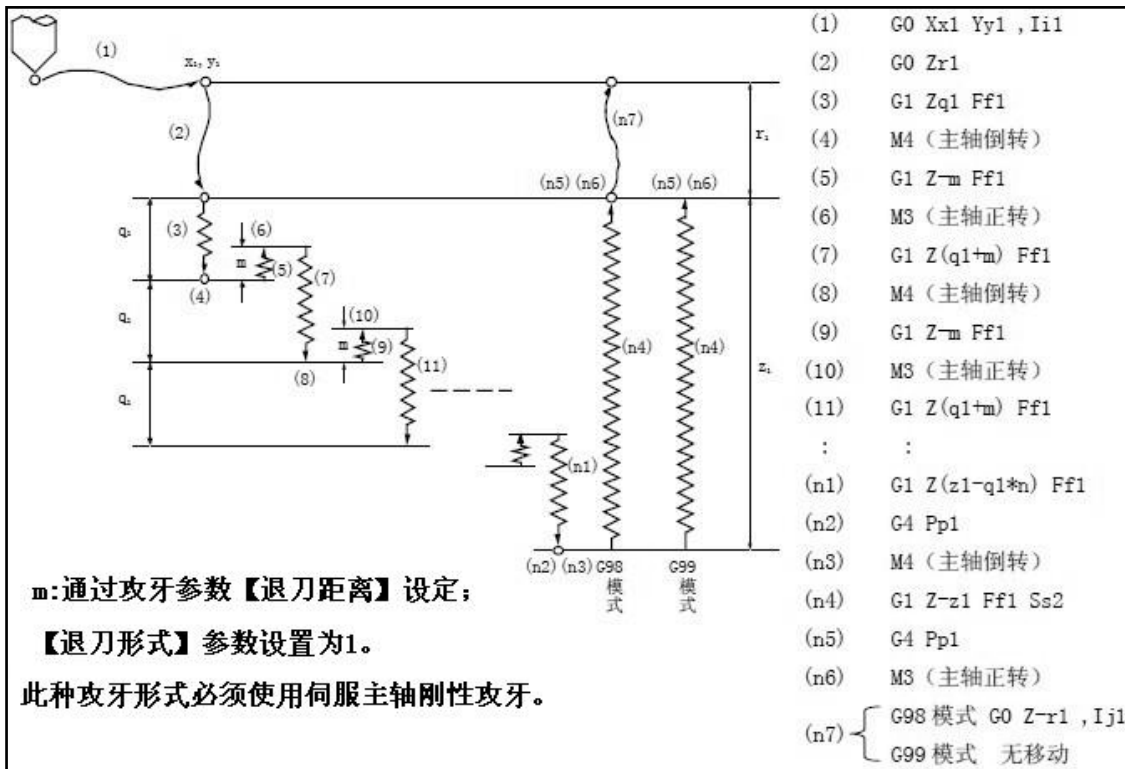 (1) G0 Xx1 Yy1 ,Ii1
(2) G0 Zr1
(3) G1 Zq1 Ff1
(4) M4（主轴倒转）
(5) G1 Z-m Ff1
(6) M3（主轴正转）
(7) G1 Z(q1+m) Ff1
(8) M4（主轴倒转）
(9) G1 Z-m Ff1
(10) M3（主轴正转）
(11) G1 Z(q1+m) Ff1
: :
(n1) G1 Z(z1-q1*n) Ff1
(n2) G4 Pp1
(n3) M4（主轴倒转）
(n4) G1 Z-z1 Ff1 Ss2
(n5) G4 Pp1
(n6) M3（主轴正转）
(n7) G98 模式 G0 Z-r1 ,Ij1
G99 模式 无移动
(1)
x₁, y₁
(2)
(n7)
r₁
(n5) (n6)
(n5) (n6)
q₁
(3)
(6)
m
(5)
(7)
(4)
q₁
(10)
m
(9)
(n4)
(n4)
z₁
(8)
(11)
q₁
(n1)
(n2) (n3) G98模式
G99模式
m:通过攻牙参数【退刀距离】设定；
【退刀形式】参数设置为1。
此种攻牙形式必须使用伺服主轴刚性攻牙。